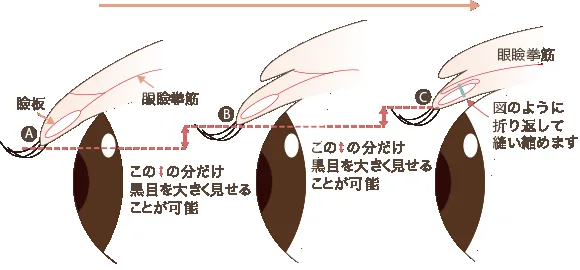 瞼板
眼瞼拳筋
A
この↕の分だけ
黒目を大きく見せる
ことが可能
B
この↕の分だけ
黒目を大きく見せる
ことが可能
眼瞼拳筋
C
図のように
折り返して
縫い縮めます